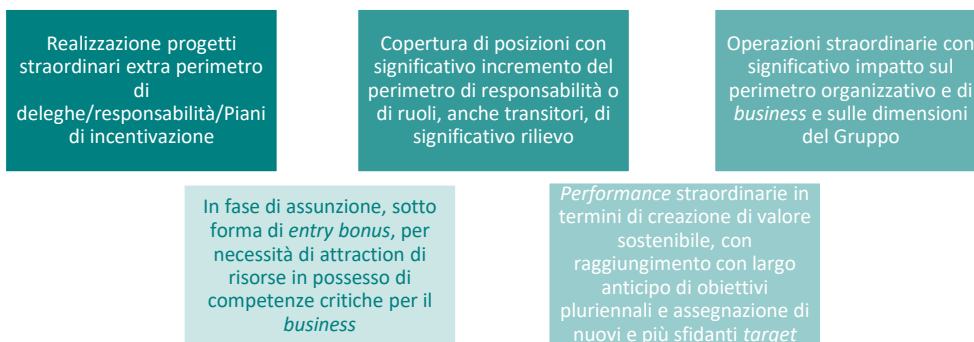 Realizzazione progetti
straordinari extra perimetro
di
deleghe/responsabilità/Piani
di incentivazione
Copertura di posizioni con
significativo incremento del
perimetro di responsabilità o
di ruoli, anche transitori, di
significativo rilievo
Operazioni straordinarie con
significativo impatto sul
perimetro organizzativo e di
business e sulle dimensioni
del Gruppo
In fase di assunzione, sotto
forma di entry bonus, per
necessità di attraction di
risorse in possesso di
competenze critiche per il
business
Performance straordinarie in
termini di creazione di valore
sostenibile, con
raggiungimento con largo
anticipo di obiettivi
pluriennali e assegnazione di
nuovi e più sfidanti target